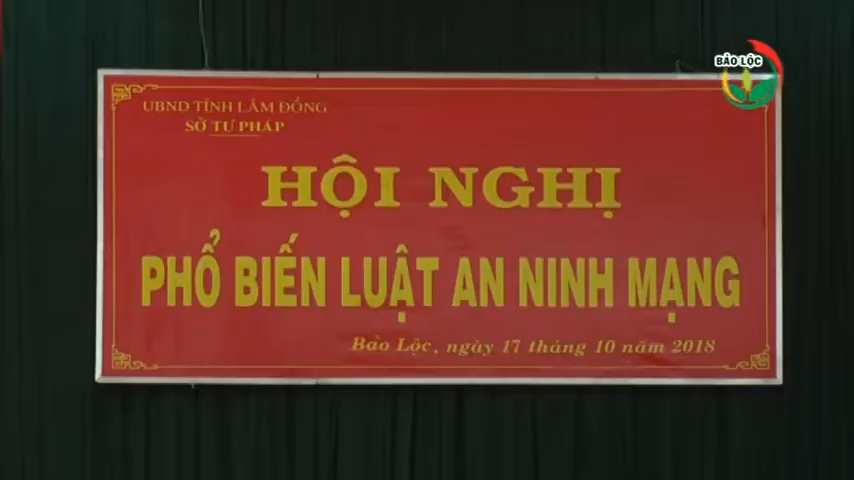 BẢO LỘC
UBND TỈNH LÂM ĐỒNG
SỞ TƯ PHÁP
HỘI NGHỊ
PHỔ BIẾN LUẬT AN NINH MẠNG
Bảo Lộc, ngày 17 tháng 10 năm 2018